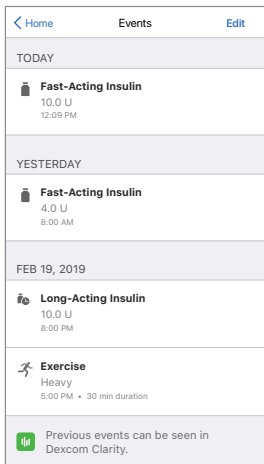 Home Events Edit
TODAY
Fast-Acting Insulin
10.0 U
12:09 PM
YESTERDAY
Fast-Acting Insulin
4.0 U
8:00 AM
FEB 19, 2019
Long-Acting Insulin
10.0 U
8:00 PM
Exercise
Heavy
5:00 PM • 30 min duration
Previous events can be seen in
Dexcom Clarity.